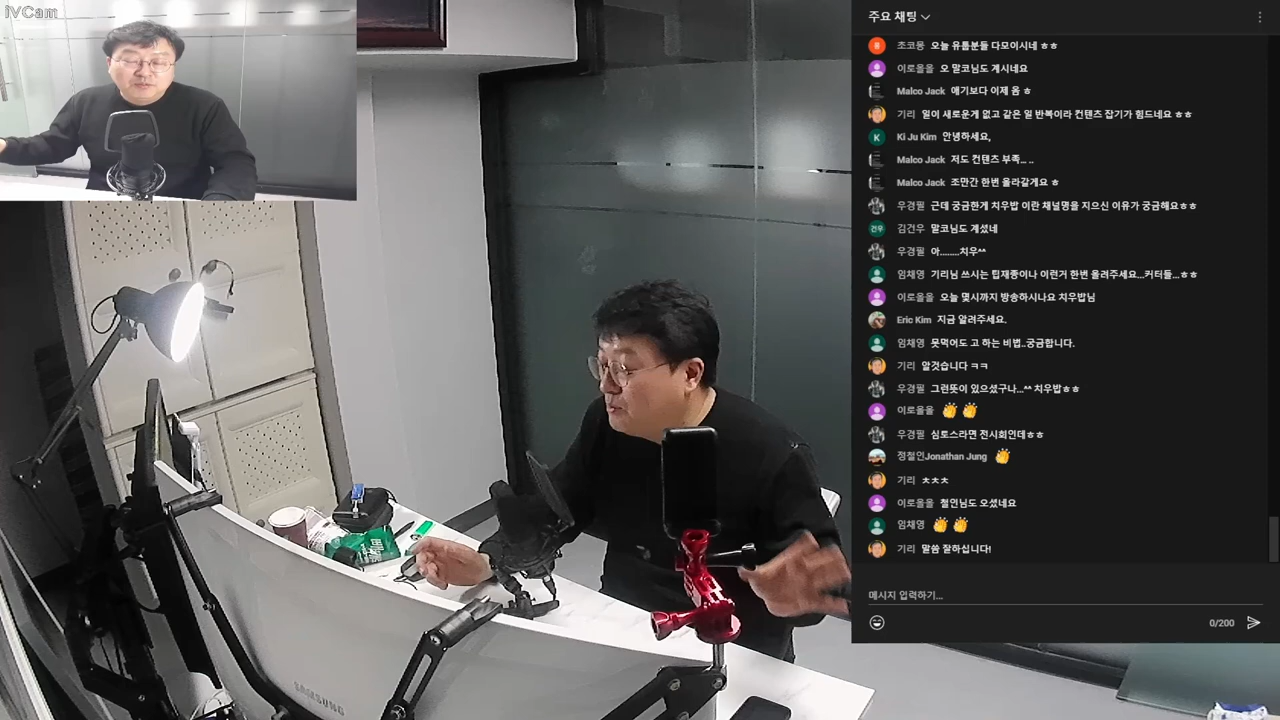 iVCam
SAMSUNG
주요 채팅
초코몽 오늘 유튭분들 다모이시네 ㅎㅎ
이로울을 오 말코님도 계시네요
Malco Jack 얘기보다 이제 옴 ㅎ
기리 일이 새로운게 없고 같은 일 반복이라 컨텐츠 잡기가 힘드네요 ㅎㅎ
K Ki Ju Kim 안녕하세요,
Malco Jack 저도 컨텐츠 부족... ..
Malco Jack 조만간 한번 올라갈게요 ㅎ
우경필 근데 궁금한게 치우밥 이란 채널명을 지으신 이유가 궁금해요ㅎㅎ
건우 김건우 말코님도 계셨네
우경필 아........치우^^
임채영 기리님 쓰시는 팁재종이나 이런거 한번 올려주세요...커터들...ㅎㅎ
이로울을 오늘 몇시까지 방송하시나요 치우밥님
Eric Kim 지금 알려주세요.
임채영 못먹어도 고 하는 비법..궁금합니다.
기리 알것습니다 ㅋㅋ
우경필 그런뜻이 있으셨구나...^^ 치우밥ㅎㅎ
이로울을 👏 👏
우경필 심토스라면 전시회인데ㅎㅎ
정철인Jonathan Jung 👏
기리 ㅊㅊㅊ
이로울을 철인님도 오셨네요
임채영 👏 👏
기리 말씀 잘하십니다!
메시지 입력하기...
0/200